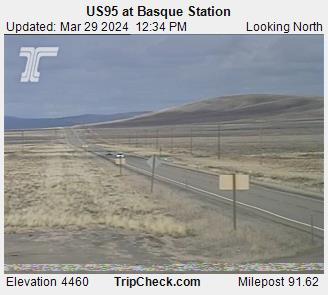 US95 at Basque Station
Updated: Mar 29 2024 12:34 PM Looking North
Elevation 4460 TripCheck.com Milepost 91.62